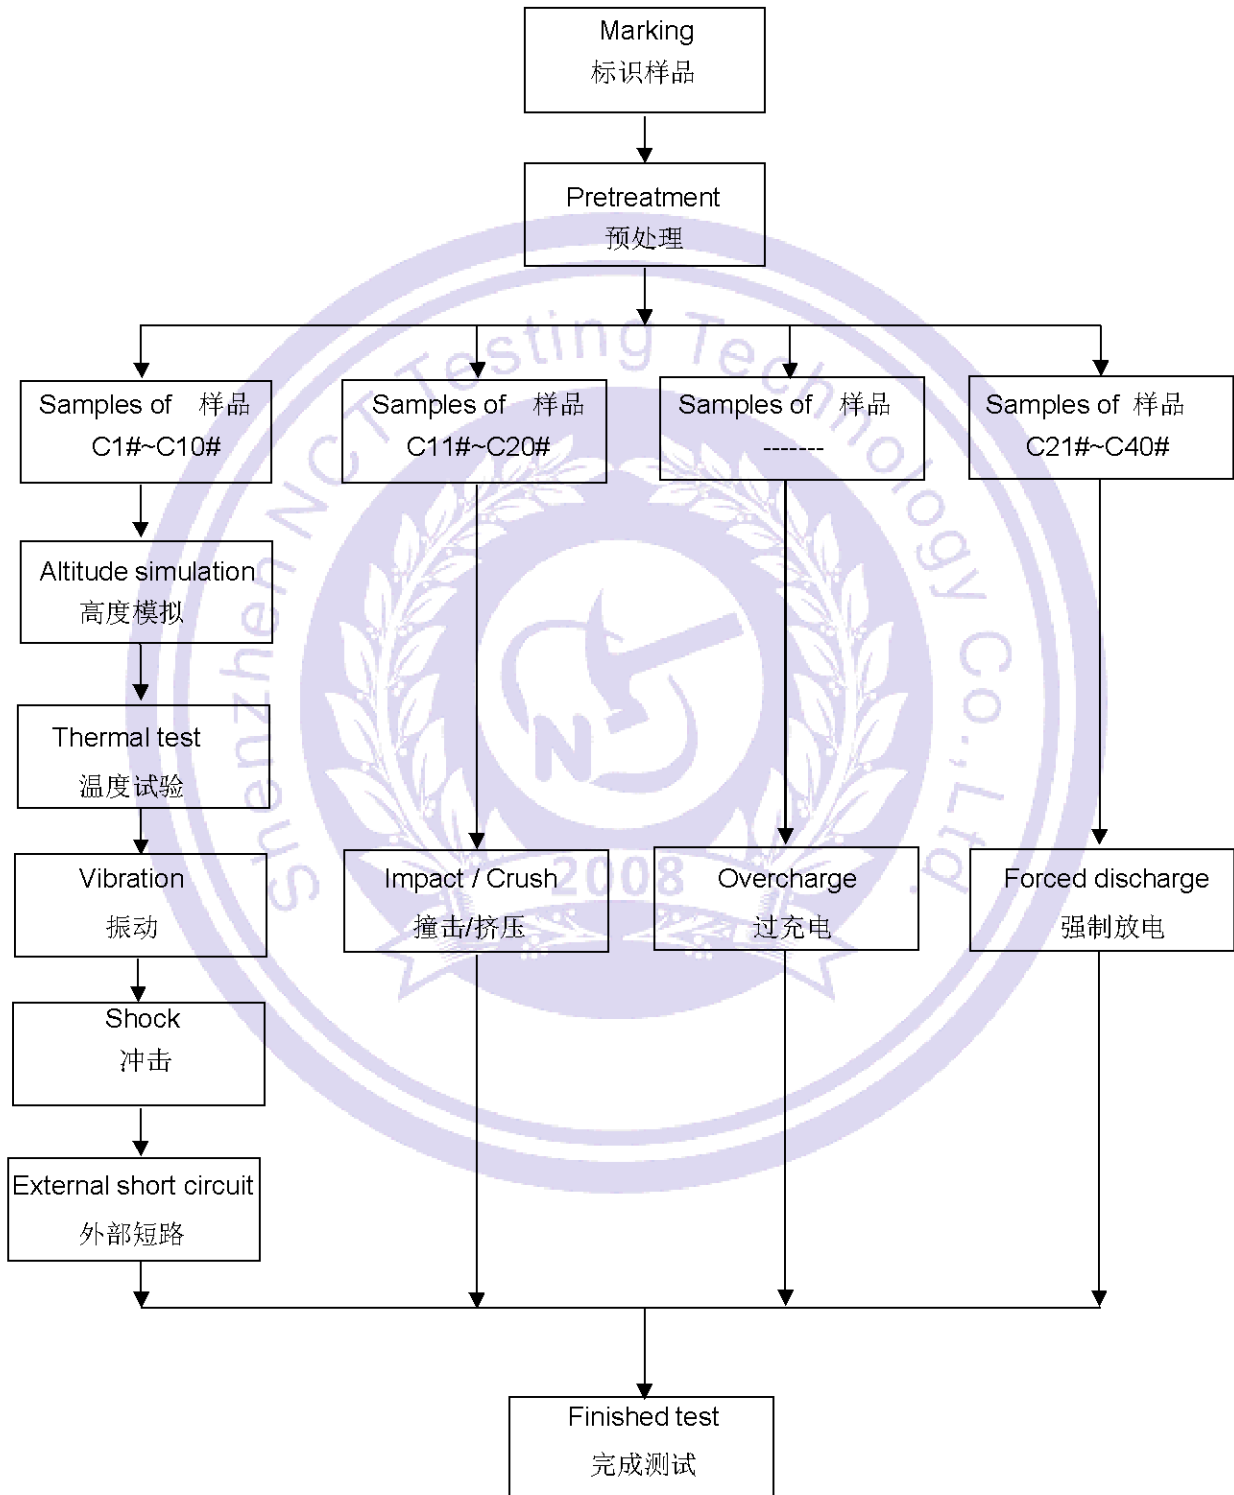 Marking
标识样品
Pretreatment
预处理
Samples of 样品
C1#~C10#
Samples of 样品
C11#~C20#
Samples of 样品
-------
Samples of 样品
C21#~C40#
Altitude simulation
高度模拟
Thermal test
温度试验
Vibration
振动
Impact / Crush
撞击/挤压
Overcharge
过充电
Forced discharge
强制放电
Shock
冲击
External short circuit
外部短路
Finished test
完成测试
Shenzhen NCT Testing Technology Co.,Ltd.
N
2008